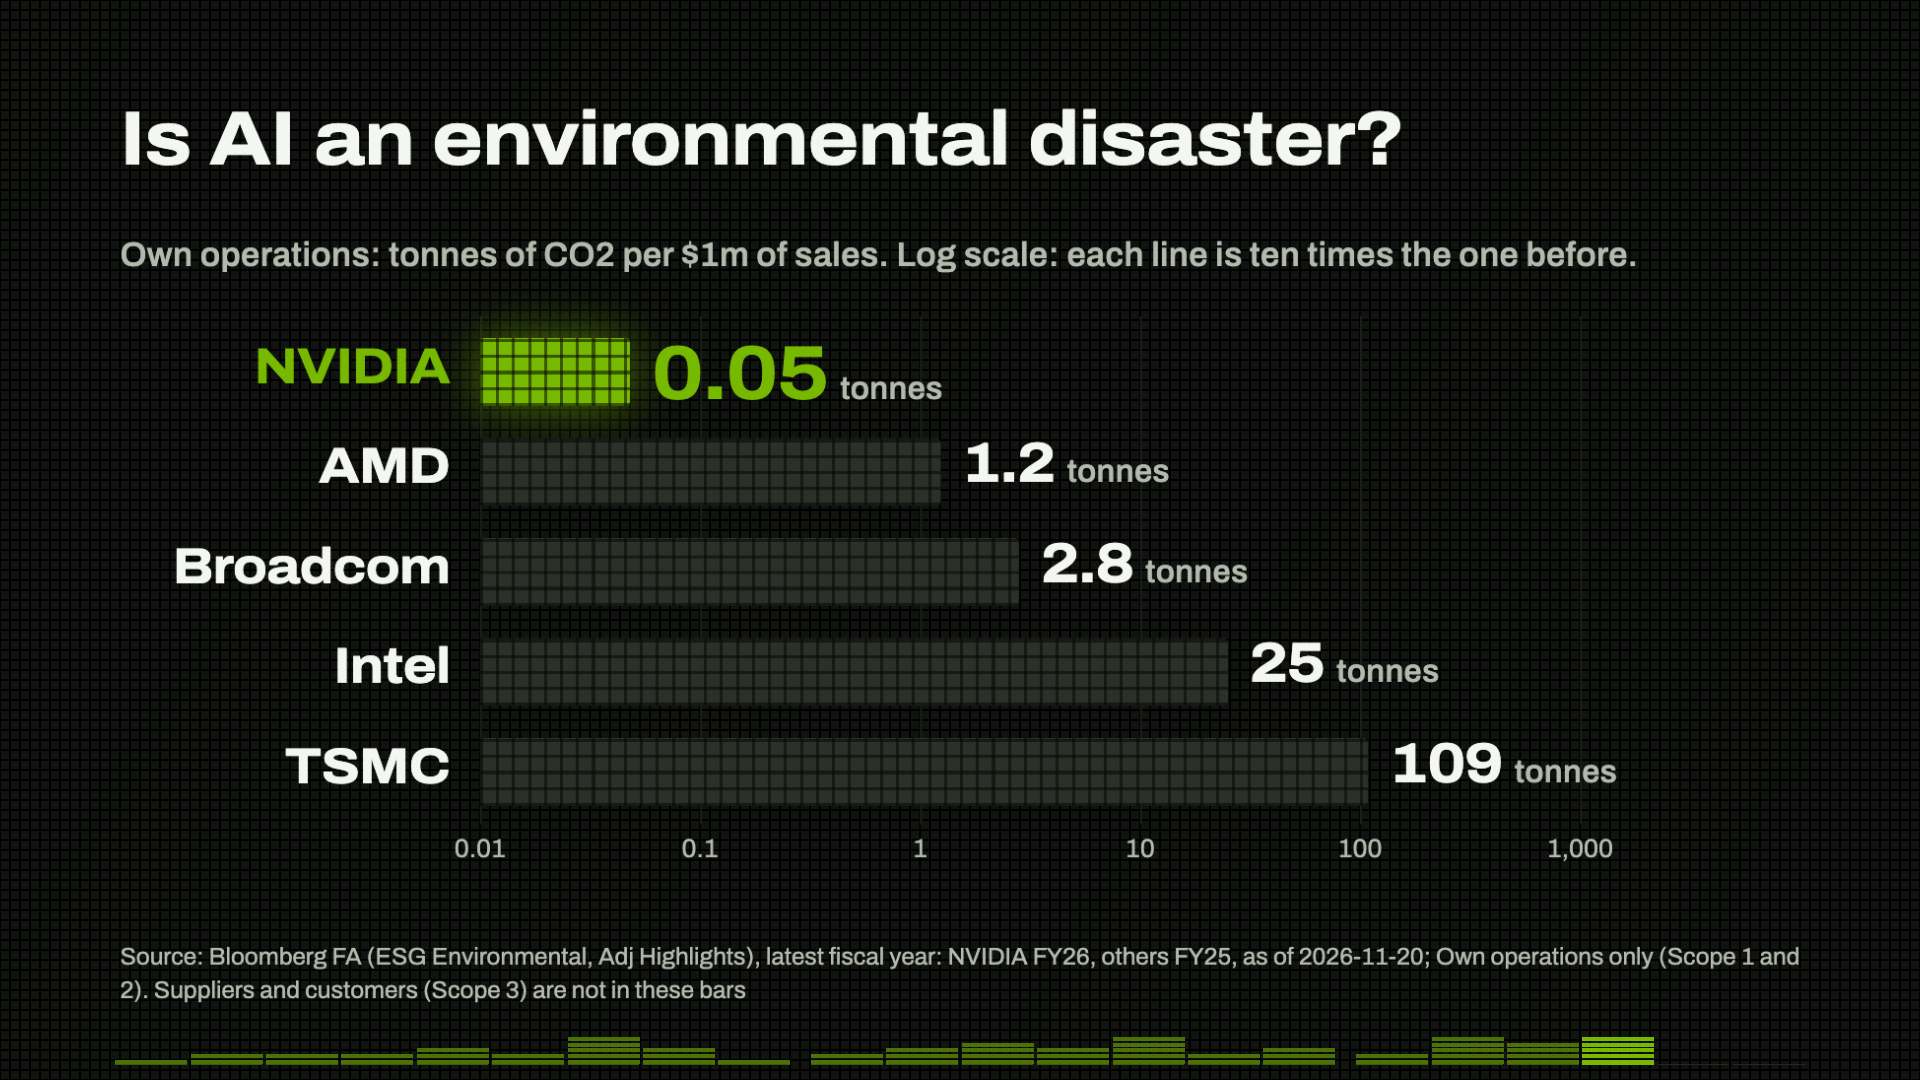 Is AI an environmental disaster?
Own operations: tonnes of CO2 per $1m of sales. Log scale: each line is ten times the one before.
NVIDIA 0.05 tonnes
AMD 1.2 tonnes
Broadcom 2.8 tonnes
Intel 25 tonnes
TSMC 109 tonnes
0.01 0.1 1 10 100 1,000
Source: Bloomberg FA (ESG Environmental, Adj Highlights), latest fiscal year: NVIDIA FY26, others FY25, as of 2026-11-20; Own operations only (Scope 1 and
2). Suppliers and customers (Scope 3) are not in these bars